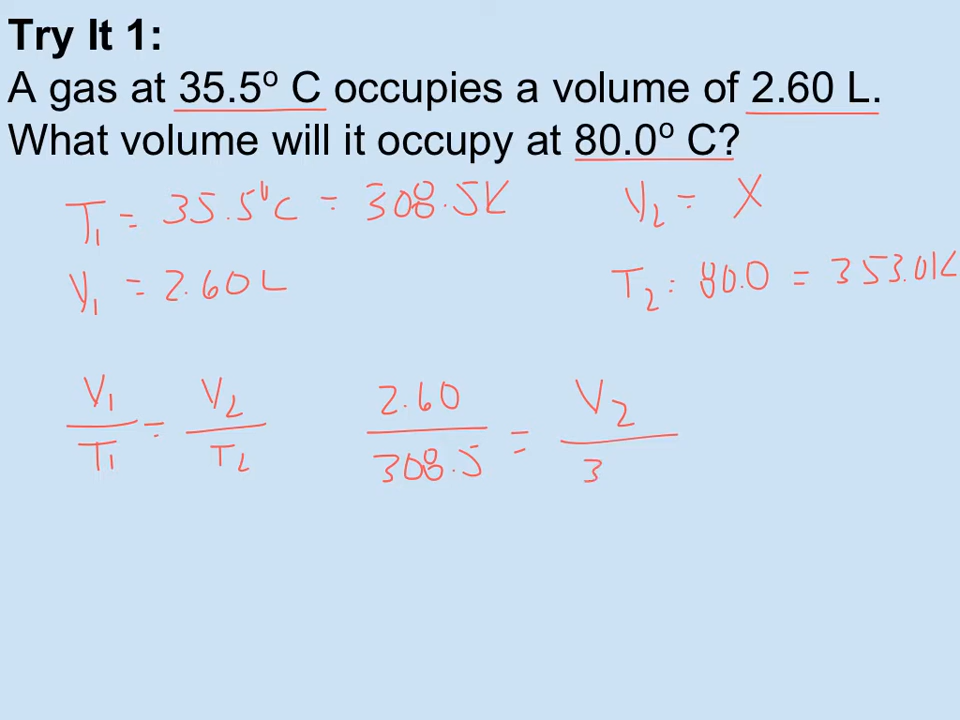 Try It 1:
A gas at 35.5º C occupies a volume of 2.60 L.
What volume will it occupy at 80.0º C?
T₁ = 35.5°C = 308.5K
V₂ = X
V₁ = 2.60L
T₂ = 80.0 = 353.0K
V₁/T₁ = V₂/T₂
2.60/308.5 = V₂/3